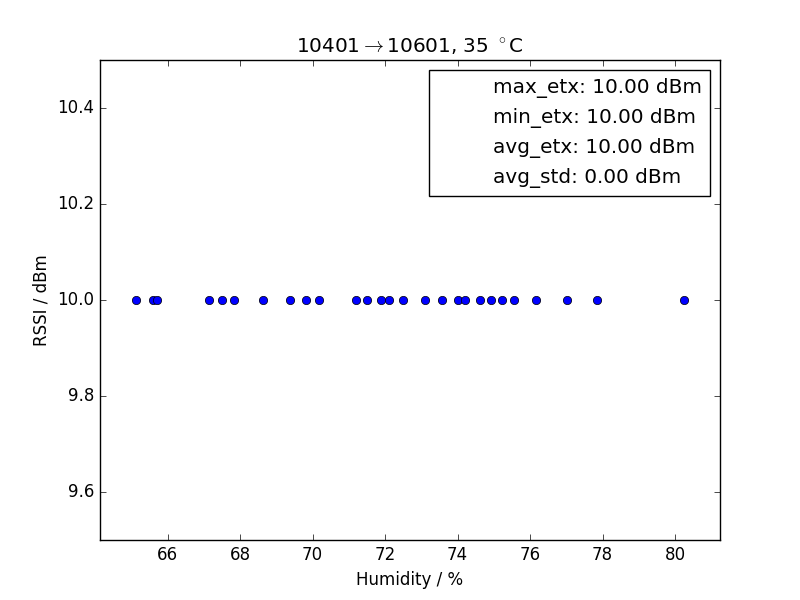 10401→10601, 35 °C
max_etx: 10.00 dBm
min_etx: 10.00 dBm
avg_etx: 10.00 dBm
avg_std: 0.00 dBm
10.4
10.2
10.0
9.8
9.6
RSSI / dBm
66 68 70 72 74 76 78 80
Humidity / %